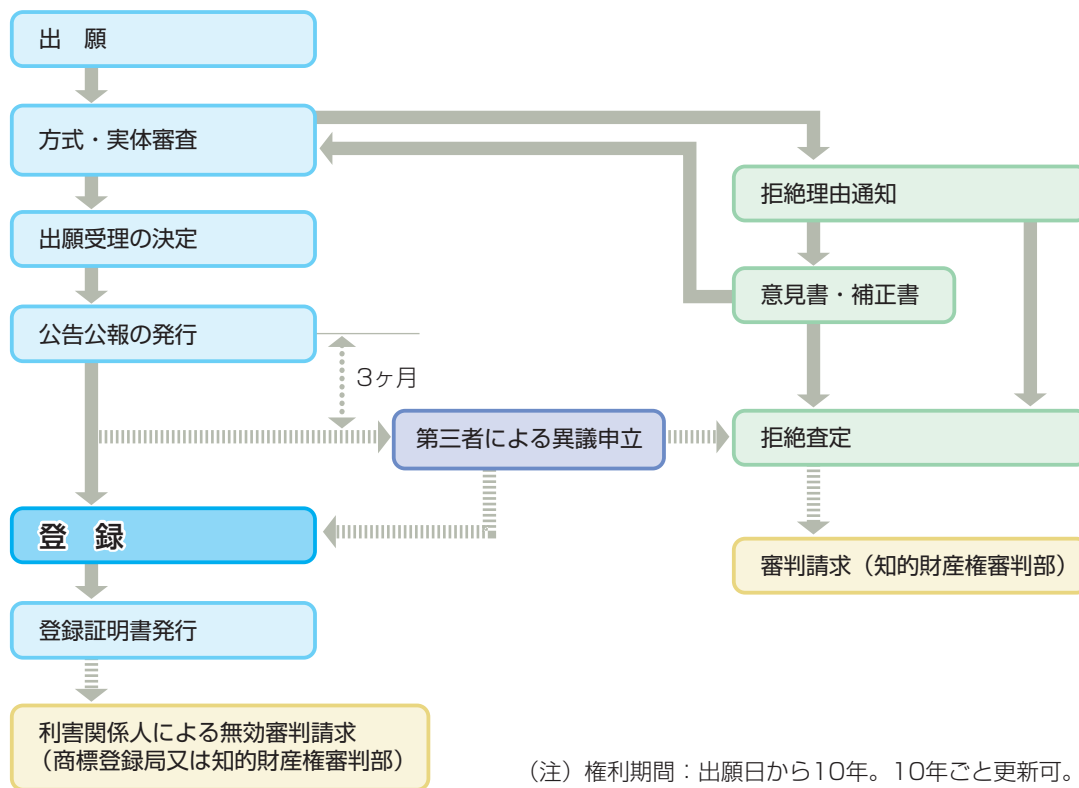 出　願
方式・実体審査
出願受理の決定
公告公報の発行
3ヶ月
拒絶理由通知
意見書・補正書
第三者による異議申立
拒絶査定
登　録
審判請求（知的財産権審判部）
登録証明書発行
利害関係人による無効審判請求
（商標登録局又は知的財産権審判部）
（注）権利期間：出願日から10年。10年ごと更新可。